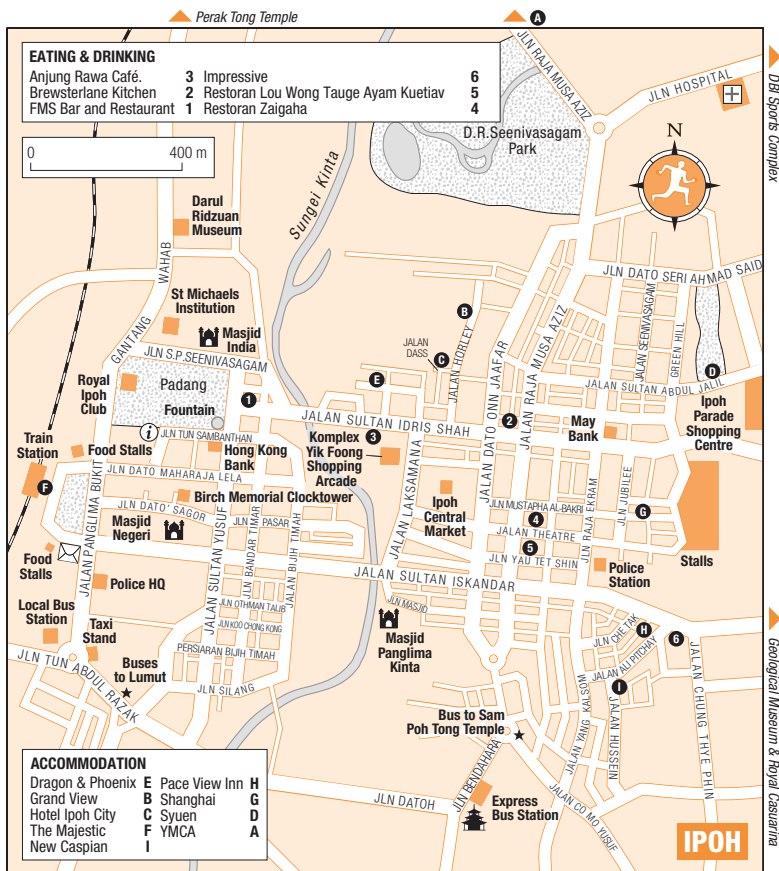 Perak Tong Temple
A
EATING & DRINKING
Anjung Rawa Café. 3 Impressive 6
Brewsterlane Kitchen 2 Restoran Lou Wong Tauge Ayam Kuetiav 5
FMS Bar and Restaurant 1 Restoran Zaigaha 4
0 400 m
JLN RAJA MUSA AZIZ
JLN HOSPITAL
DBI Sports Complex
D.R.Seenivasagam
Park
N
Sungei Kinta
Darul
Ridzuan
Museum
WAHAB
GANTANG
JLN DATO SERI AHMAD SAID
St Michaels
Institution
Masjid
India
JLN S.P.SEENIVASAGAM
B
JALAN
DASS
C
JALAN HORLEY
JALAN DATO ONN JAAFAR
JALAN RAJA MUSA AZIZ
JALAN SEENIVASAGAM
GREEN HILL
D
Royal
Ipoh
Club
Padang
Fountain
E
1
JALAN SULTAN IDRIS SHAH
JALAN SULTAN ABDUL JALIL
2
May
Bank
Ipoh
Parade
Shopping
Centre
Train
Station
i
Food Stalls
JLN TUN SAMBANTHAN
Hong Kong
Bank
3
Komplex
Yik Foong
Shopping
Arcade
F
JLN DATO MAHARAJA LELA
Birch Memorial Clocktower
JLN DATO' SAGOR
JALAN PANGLIMA BUKIT
Masjid
Negeri
JLN PASAR
JALAN SULTAN YUSUF
JLN BANDAR TIMAR
JALAN BIJIH TIMAH
JALAN LAKSAMANA
Ipoh
Central
Market
JLN MUSTAPHA AL-BAKRI
4
JALAN THEATRE
5
JLN YAU TET SHIN
JLN RAJA EKRAM
JLN JUBILEE
G
Stalls
Food
Stalls
Police HQ
JALAN SULTAN ISKANDAR
Police
Station
Local Bus
Station
Taxi
Stand
JLN OTHMAN TALIB
JLN KOO CHONG KONG
PERSIARAN BIJIH TIMAH
JLN MASJID
Masjid
Panglima
Kinta
JLN CHE TAK
H
6
JALAN ALI PITCHAY
I
Buses
to Lumut
JLN TUN ABDUL RAZAK
JLN SILANG
Bus to Sam
Poh Tong Temple
JALAN YANG KALSOM
JALAN HUSSEIN
JALAN CHUNG THYE PHIN
Geological Museum & Royal Casuarina
ACCOMMODATION
Dragon & Phoenix E Pace View Inn H
Grand View B Shanghai G
Hotel Ipoh City C Syuen D
The Majestic F YMCA A
New Caspian I
JLN DATOH
JLN BENDAHARA
Express
Bus Station
JALAN CO MO YUSUF
IPOH